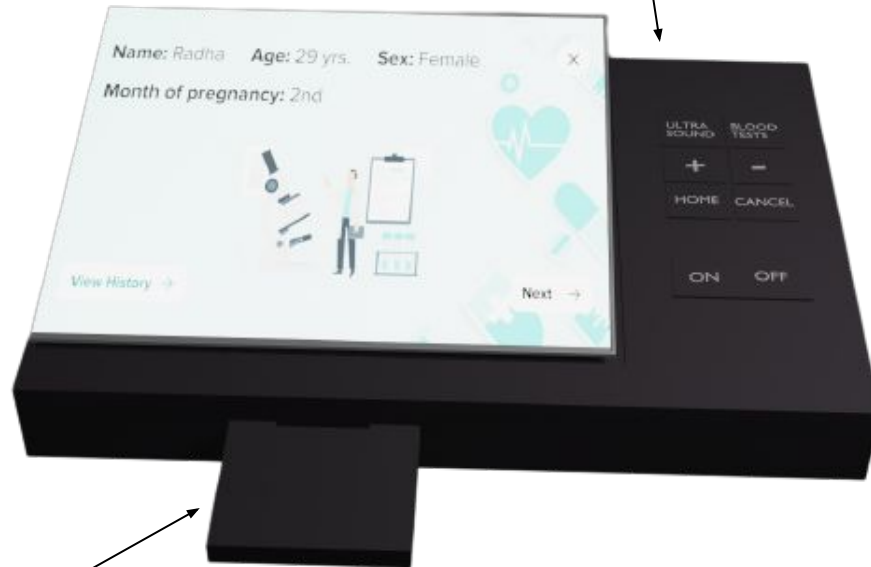 Name: Radha Age: 29 yrs. Sex: Female
Month of pregnancy: 2nd
View History →
Next →
ULTRA SOUND
BLOOD TESTS
+ -
HOME CANCEL
ON OFF